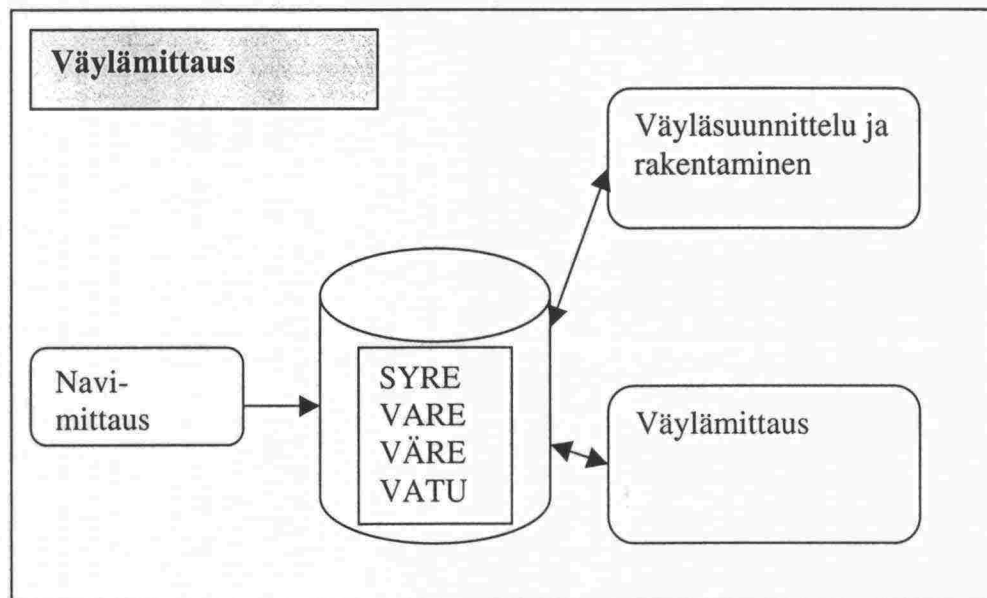 Väylämittaus
Väyläsuunnittelu ja
rakentaminen
Navi-
mittaus
SYRE
VARE
VÄRE
VATU
Väylämittaus